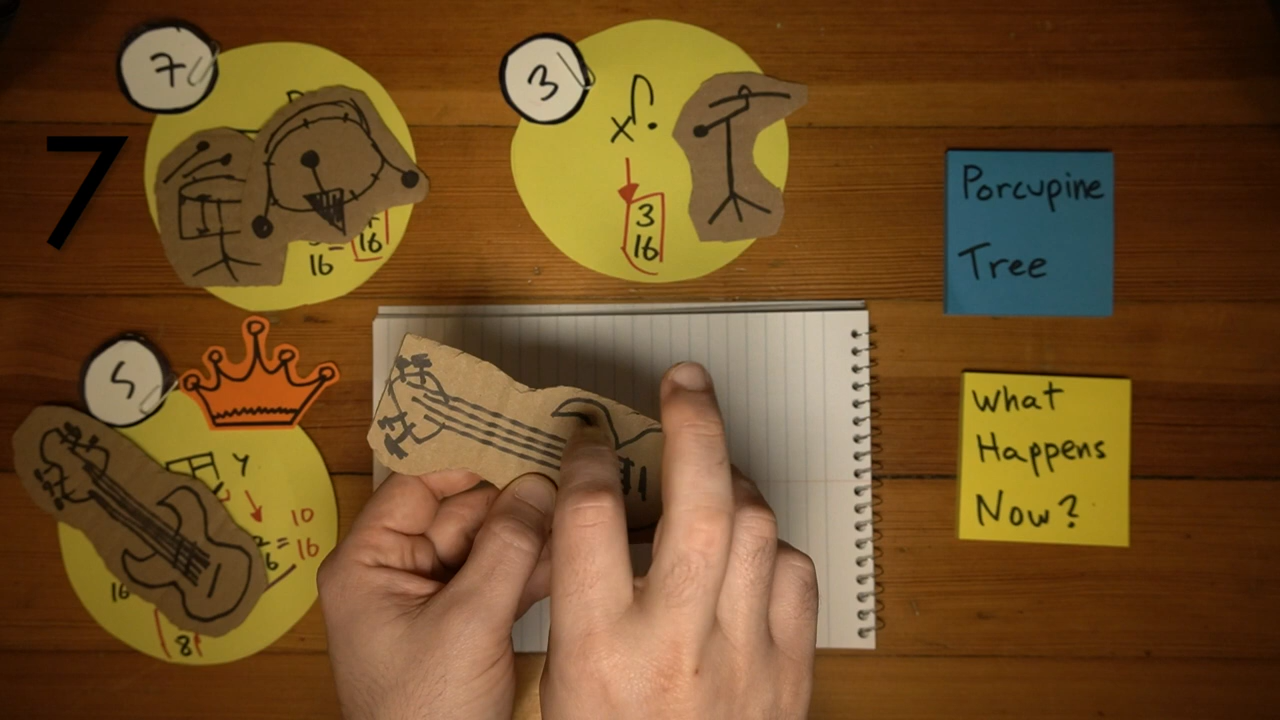 7
7
16
16
3
x
3
16
Porcupine
Tree
5
y
10
=
16
16
8
What
Happens
Now?